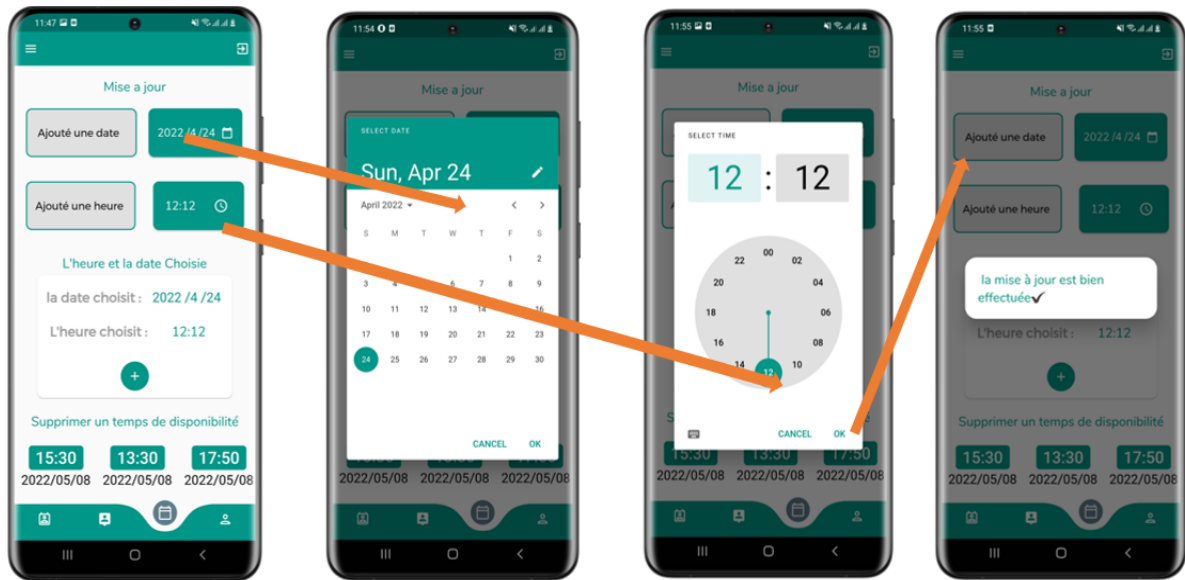 11:47
Mise a jour
Ajouté une date
2022 /4 /24
Ajouté une heure
12:12
L'heure et la date Choisie
la date choisit : 2022 /4 /24
L'heure choisit : 12:12
+
Supprimer un temps de disponibilité
15:30 13:30 17:50
2022/05/08 2022/05/08 2022/05/08
11:54
Mise a jour
SELECT DATE
Sun, Apr 24
April 2022
S M T W T F S
1 2
3 4 6 7 8 9
10 11 12 13 14 16
17 18 19 20 21 22 23
24 25 26 27 28 29 30
CANCEL OK
2022/05/08 2022/05/08 2022/05/08
11:55
Mise a jour
SELECT TIME
12 : 12
00 02 04 06 08 10 12 14 16 18 20 22
CANCEL OK
15:30 13:30 17:50
2022/05/08 2022/05/08 2022/05/08
11:55
Mise a jour
Ajouté une date
2022 /4 /24
Ajouté une heure
12:12
la mise à jour est bien
effectuée✔
L'heure choisit : 12:12
+
Supprimer un temps de disponibilité
15:30 13:30 17:50
2022/05/08 2022/05/08 2022/05/08